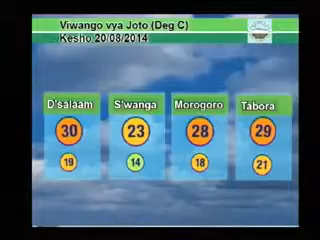 Viwango vya Joto (Deg C)
Kesho 20/08/2014
D'salaam S'wanga Morogoro Tabora
30 23 28 29
19 14 18 21